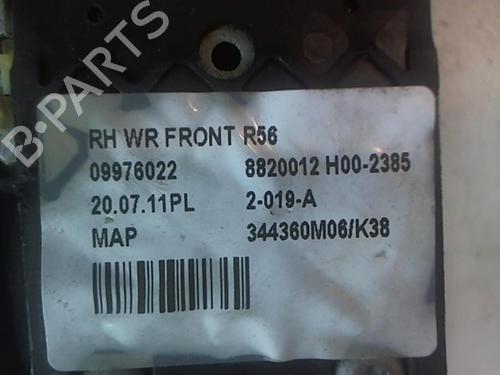 RH WR FRONT R56
09976022 8820012 H00-2385
20.07.11PL 2-019-A
MAP 344360M06/K38
B-PARTS